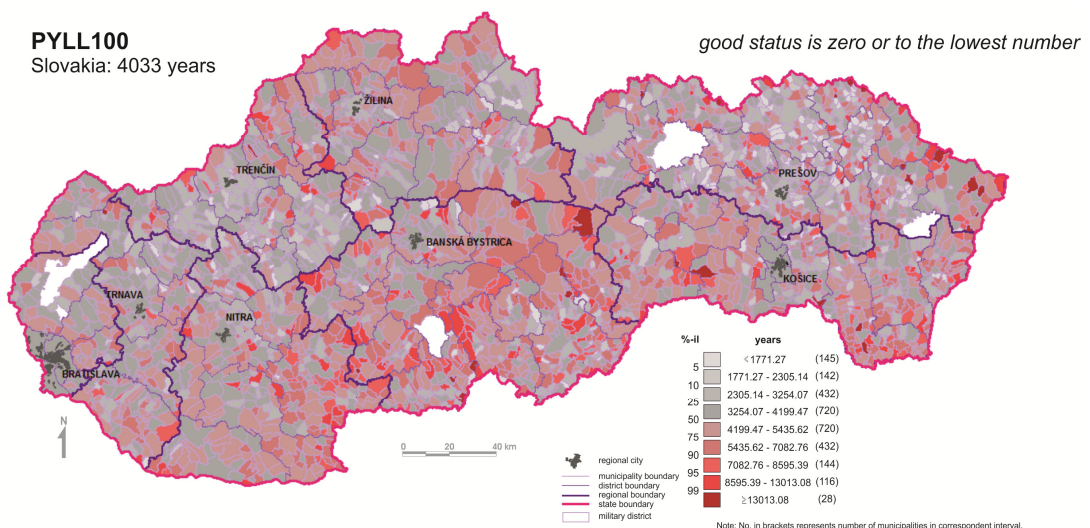 PYLL100
Slovakia: 4033 years
good status is zero or to the lowest number
ŽILINA
TRENČÍN
PREŠOV
BANSKÁ BYSTRICA
KOŠICE
TRNAVA
NITRA
BRATISLAVA
N
0 20 40 km
regional city
municipality boundary
district boundary
regional boundary
state boundary
military district
%-il years
<1771.27 (145)
5
1771.27 - 2305.14 (142)
10
2305.14 - 3254.07 (432)
25
3254.07 - 4199.47 (720)
50
4199.47 - 5435.62 (720)
75
5435.62 - 7082.76 (432)
90
7082.76 - 8595.39 (144)
95
8595.39 - 13013.08 (116)
99
≥13013.08 (28)
Note: No. in brackets represents number of municipalities in correspondent interval.